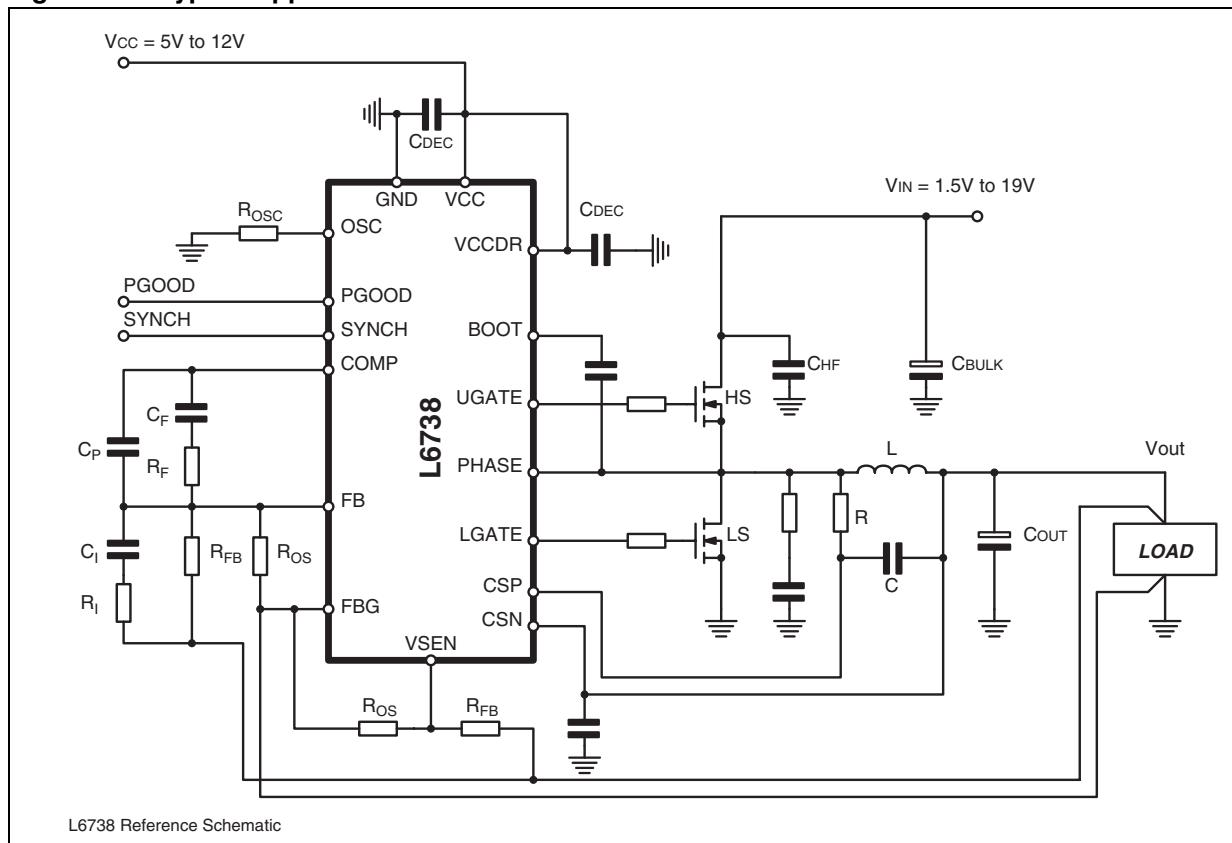 VCC = 5V to 12V
CDEC
GND
VCC
VIN = 1.5V to 19V
ROSC
OSC
CDEC
VCCDR
PGOOD
PGOOD
SYNCH
SYNCH
BOOT
COMP
CHF
CBULK
CF
UGATE
HS
CP
RF
L6738
PHASE
L
Vout
FB
R
CI
RFB
ROS
LGATE
LS
COUT
LOAD
RI
CSP
C
FBG
CSN
VSEN
ROS
RFB
L6738 Reference Schematic